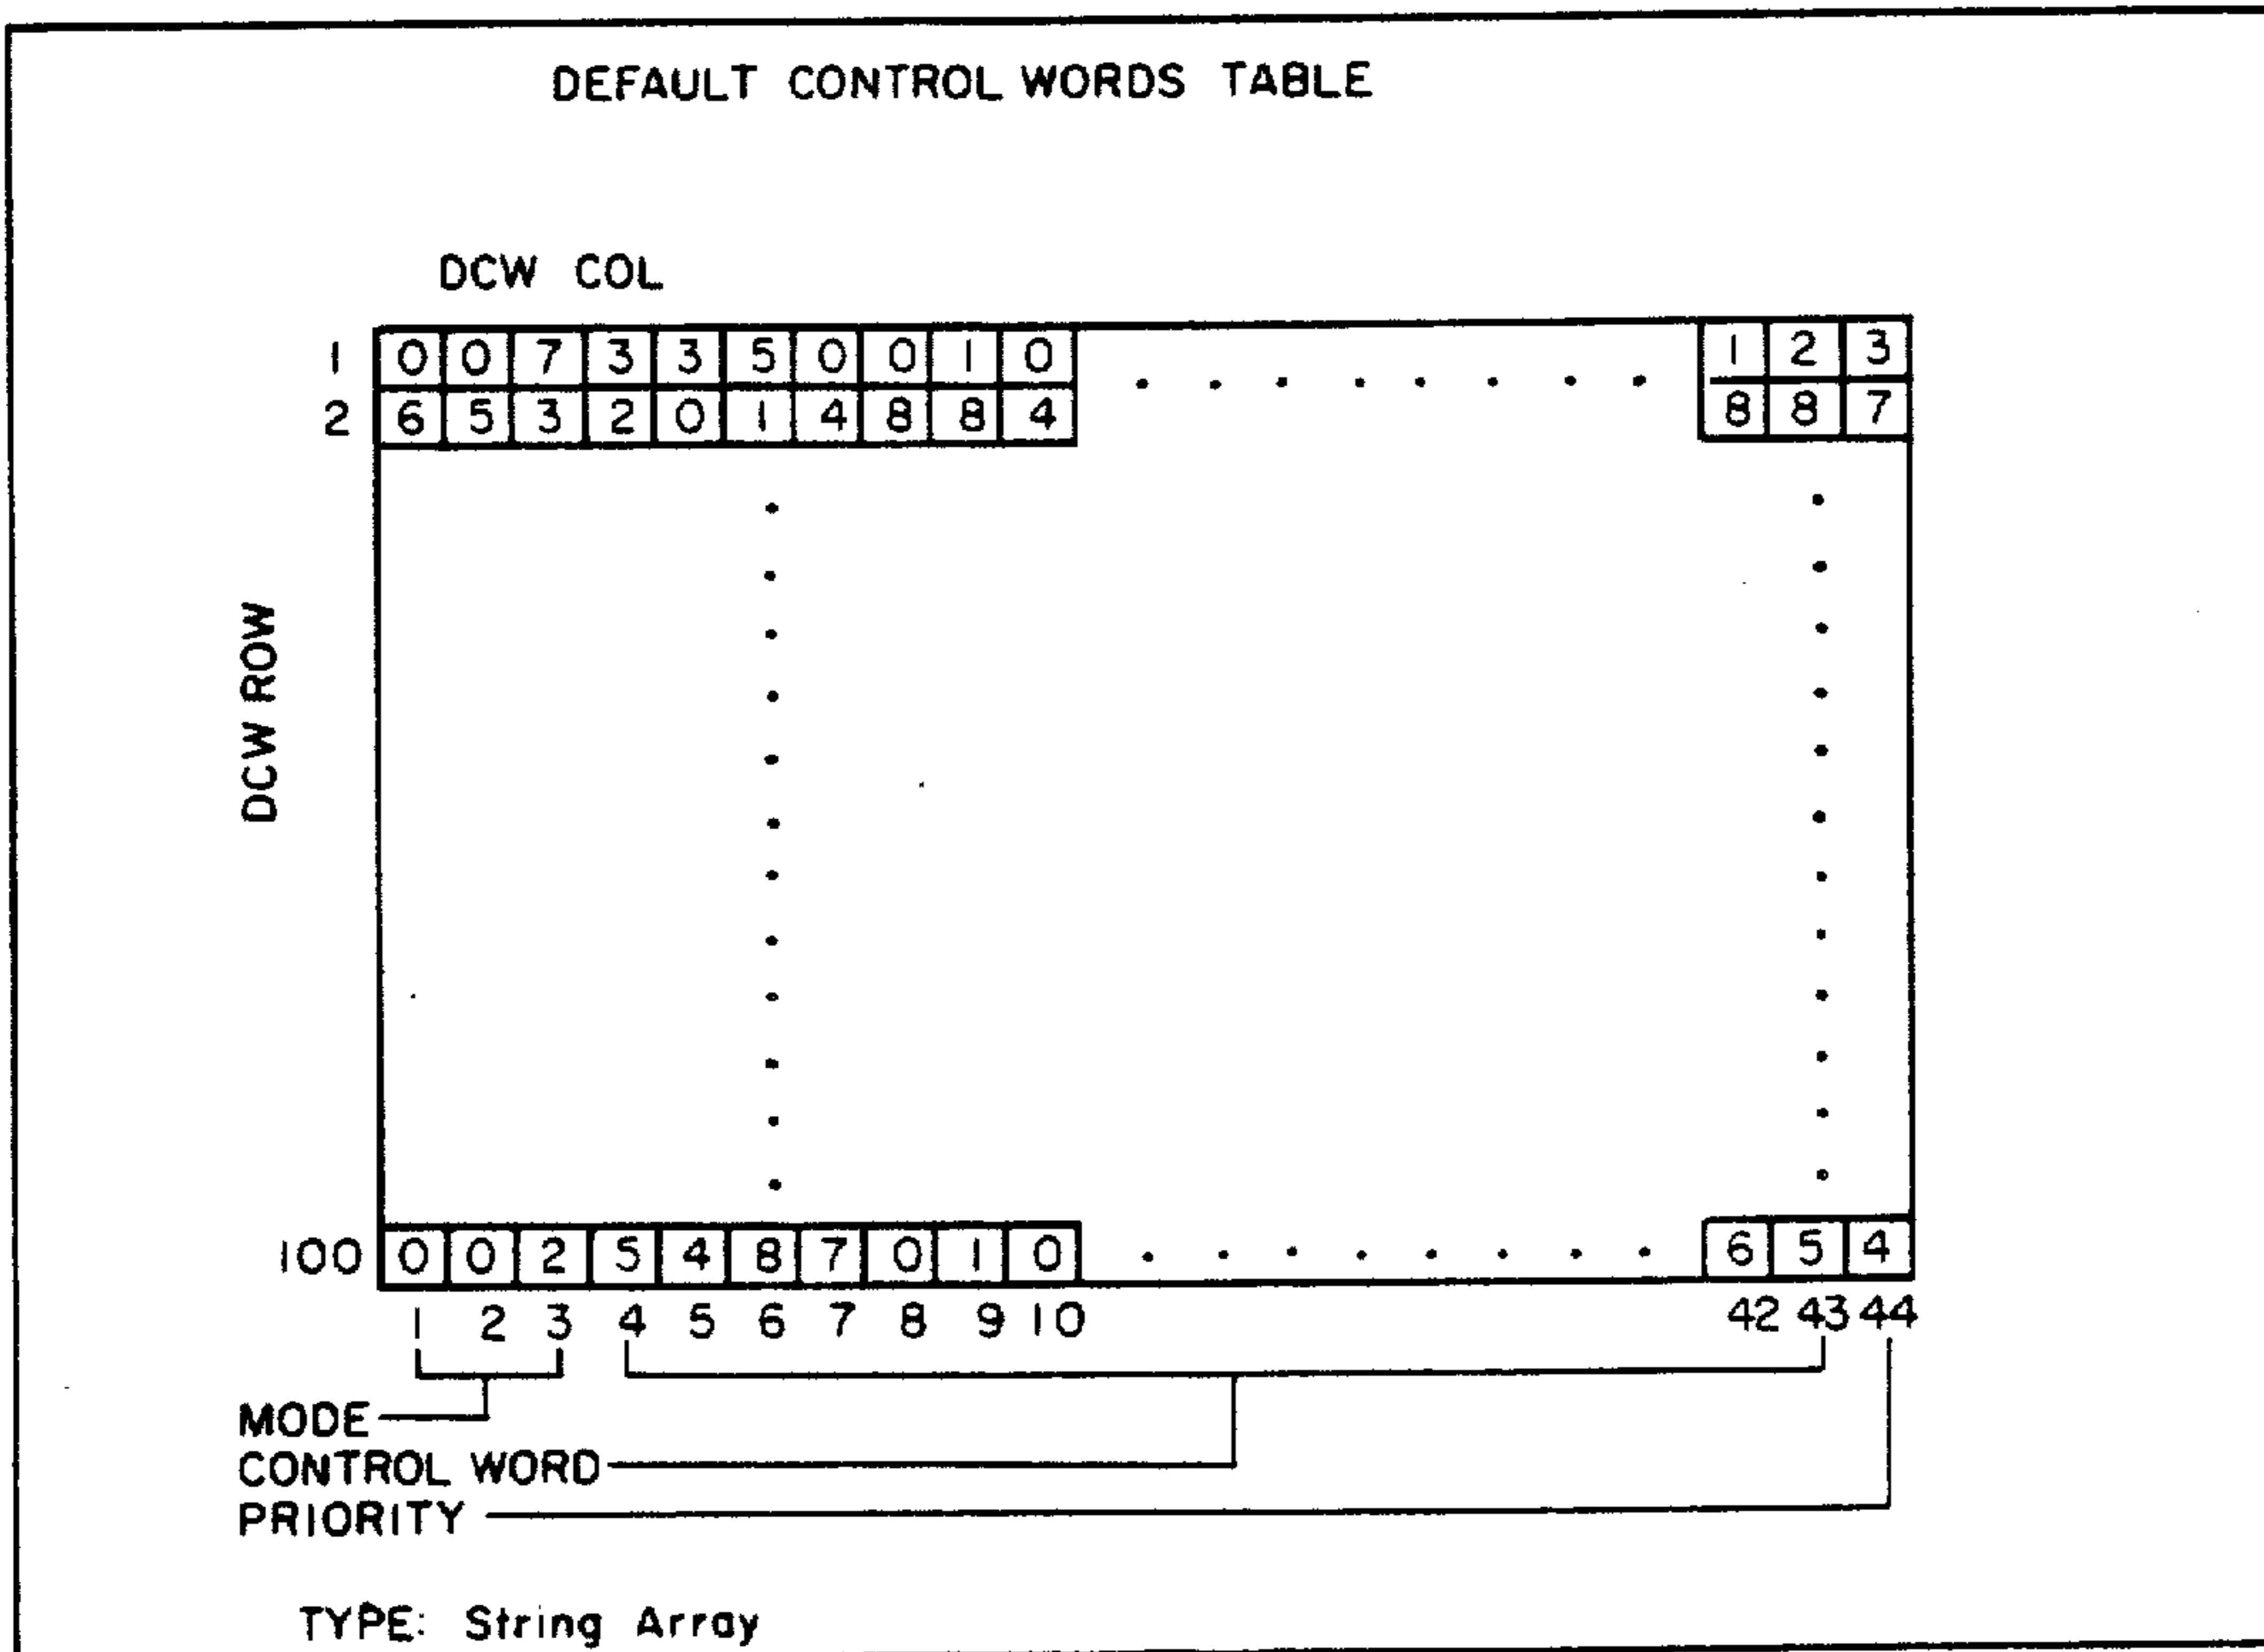 DEFAULT CONTROL WORDS TABLE
DCW COL
1 0 0 7 3 3 5 0 0 1 0 . . . . . . . . 1 2 3
2 6 5 3 2 0 1 4 8 8 4 8 8 7
DCW ROW
100 0 0 2 5 4 8 7 0 1 0 . . . . . . . . 6 5 4
1 2 3 4 5 6 7 8 9 10 42 43 44
MODE
CONTROL WORD
PRIORITY
TYPE: String Array